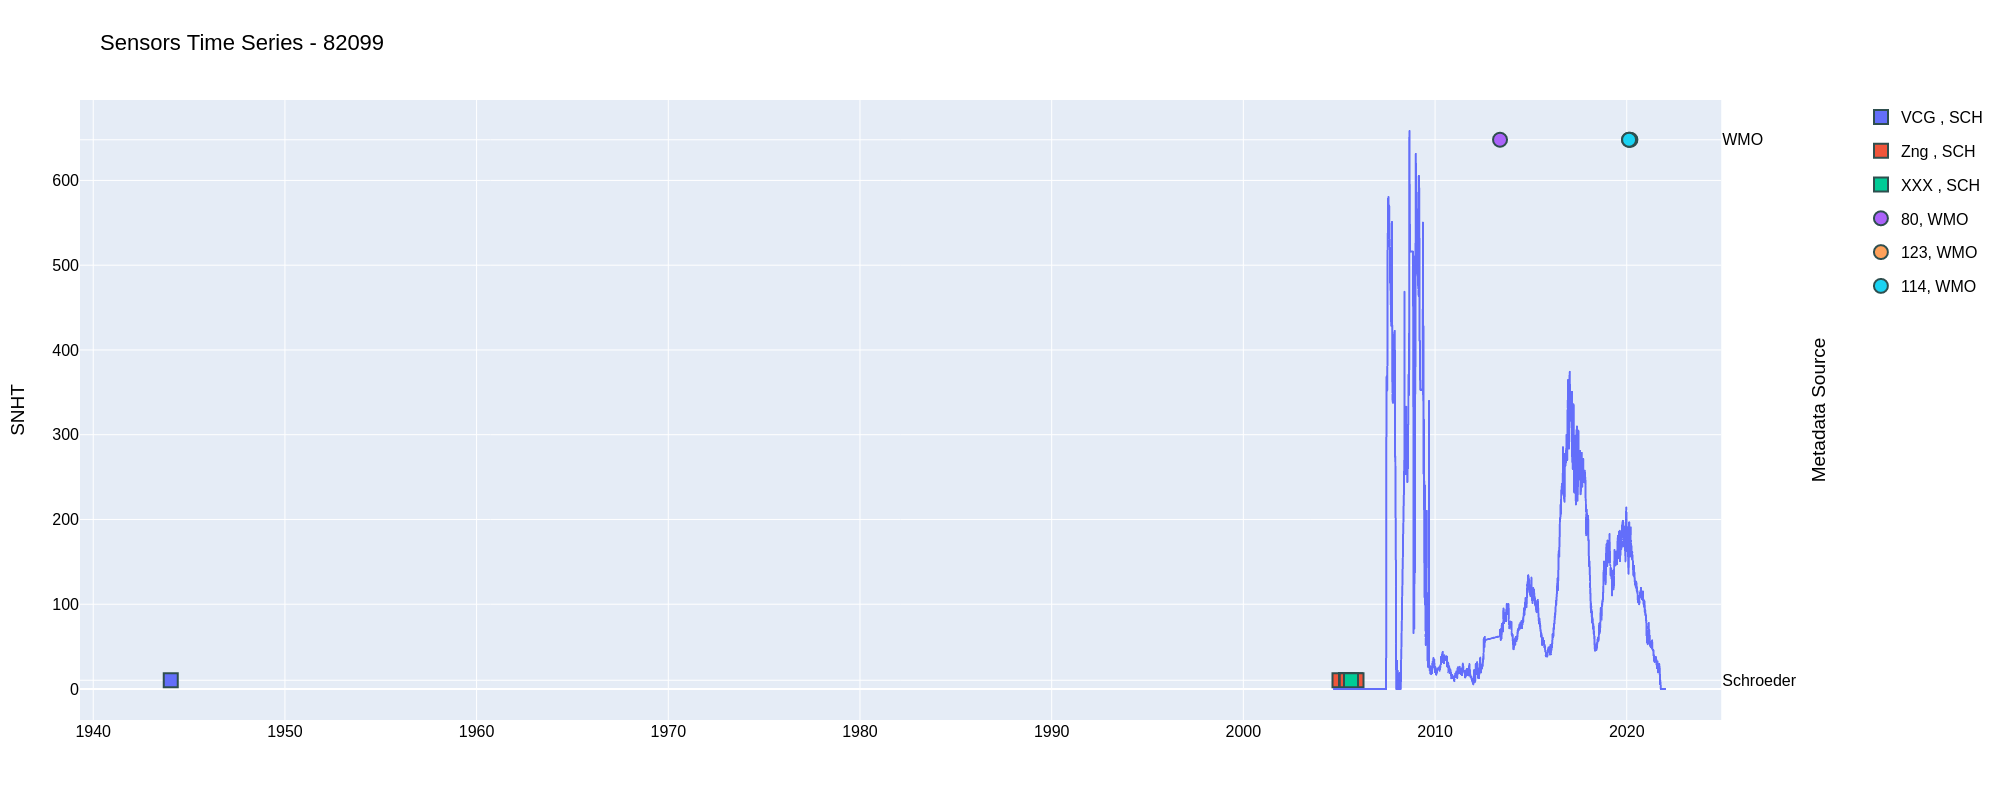 Sensors Time Series - 82099
SNHT
600
500
400
300
200
100
0
1940 1950 1960 1970 1980 1990 2000 2010 2020
WMO
Schroeder
Metadata Source
VCG , SCH
Zng , SCH
XXX , SCH
80, WMO
123, WMO
114, WMO